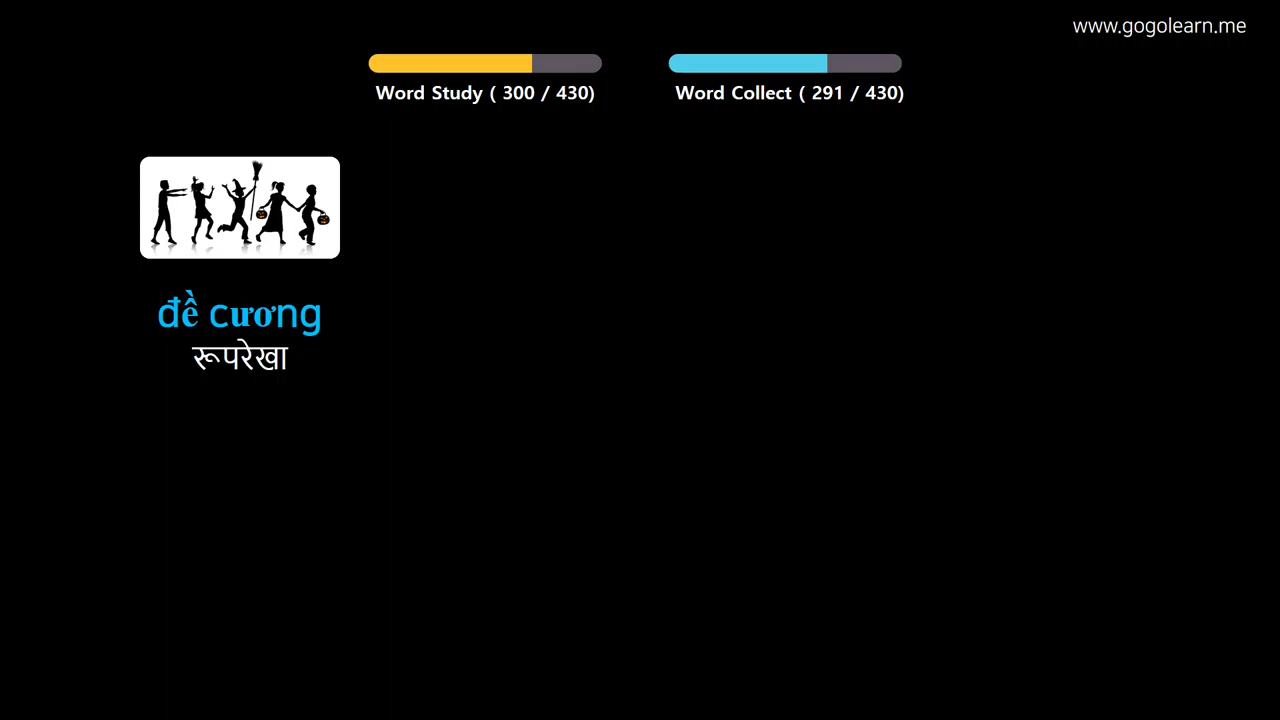 www.gogolearn.me
Word Study ( 300 / 430)
Word Collect ( 291 / 430)
đề cương
रूपरेखा